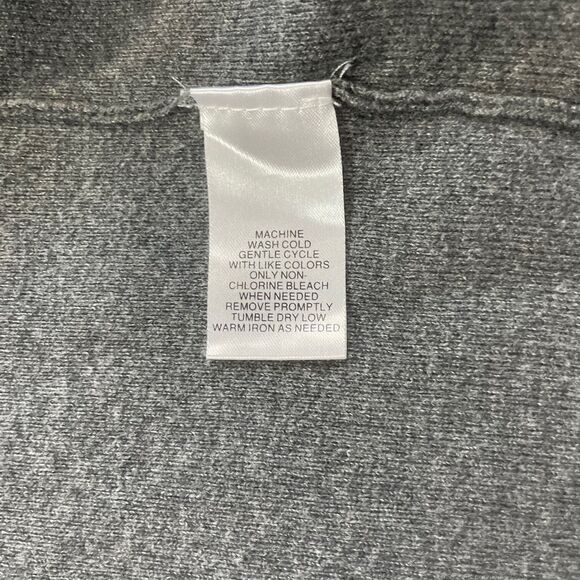 MACHINE
WASH COLD
GENTLE CYCLE
WITH LIKE COLORS
ONLY NON-
CHLORINE BLEACH
WHEN NEEDED
REMOVE PROMPTLY
TUMBLE DRY LOW
WARM IRON AS NEEDED